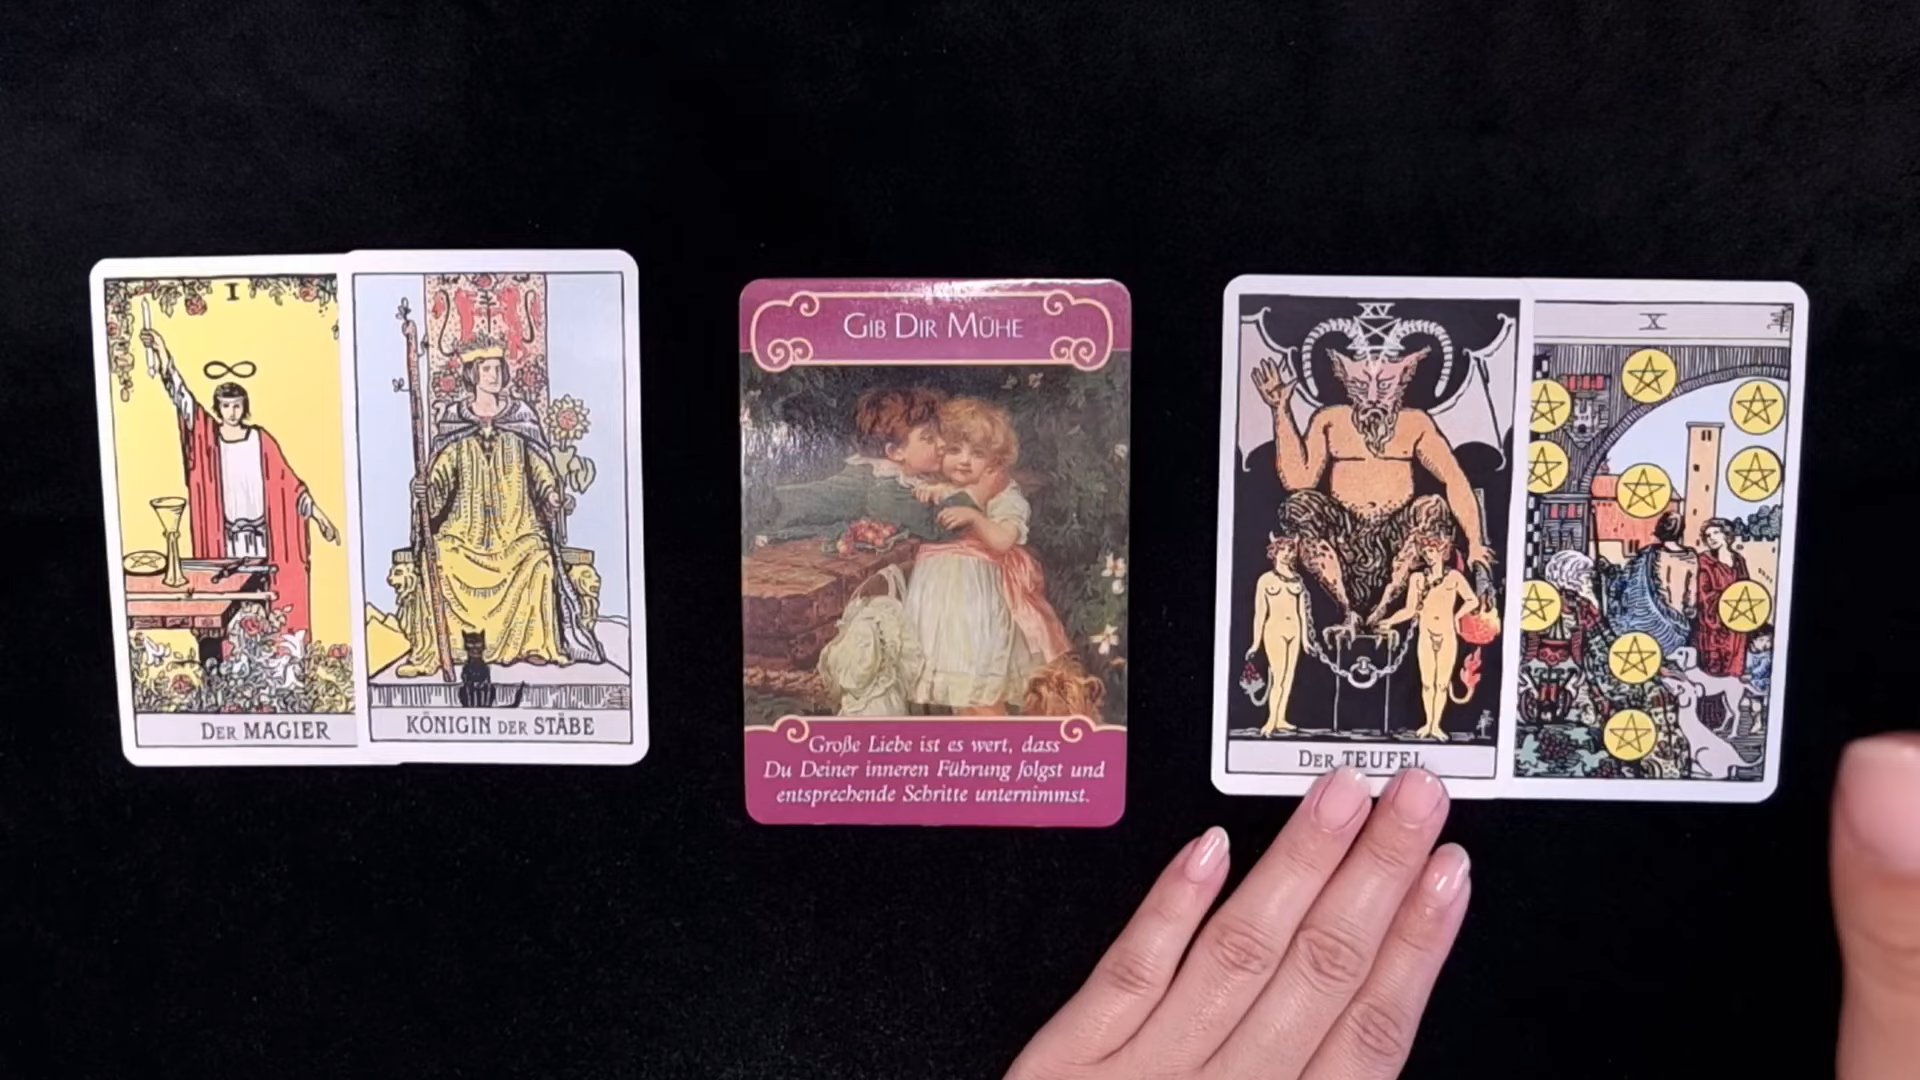 I
DER MAGIER
KÖNIGIN DER STÄBE
GIB DIR MÜHE
Große Liebe ist es wert, dass
Du Deiner inneren Führung folgst und
entsprechende Schritte unternimmst.
XV
DER TEUFEL
X